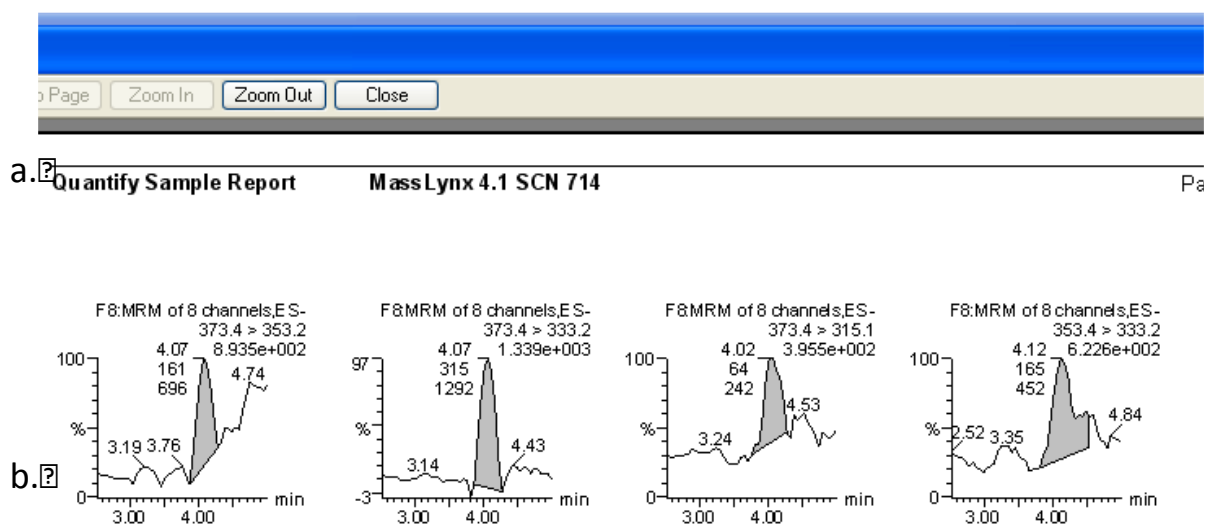 o Page Zoom In Zoom Out Close
a.
Quantify Sample Report MassLynx 4.1 SCN 714 Pa
b.
F8:MRM of 8 channels,ES-
373.4 > 353.2
4.07 8.935e+002
161
696
4.74
3.19 3.76
100
%
0
3.00 4.00 min
F8:MRM of 8 channels,ES-
373.4 > 333.2
4.07 1.339e+003
315
1292
4.43
3.14
97
%
-3
3.00 4.00 min
F8:MRM of 8 channels,ES-
373.4 > 315.1
4.02 3.955e+002
64
242
4.53
3.24
100
%
0
3.00 4.00 min
F8:MRM of 8 channels,ES-
353.4 > 333.2
4.12 6.226e+002
165
452
4.84
2.52 3.35
100
%
0
3.00 4.00 min